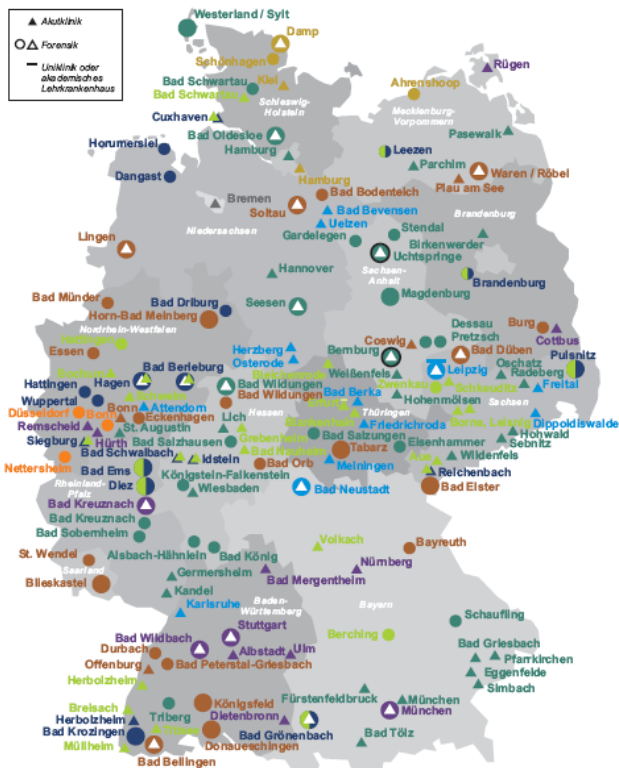 Akutklinik
Forensik
Uniklinik oder
akademisches
Lehrkrankenhaus
Westerland / Sylt
Damp
Schönhagen
Kiel
Bad Schwartau
Bad Schwartau
Schleswig-
Holstein
Rügen
Ahrenshoop
Mecklenburg-
Vorpommern
Cuxhaven
Bad Oldesloe
Hamburg
Pasewalk
Horumersiel
Leezen
Parchim
Waren / Röbel
Plau am See
Dangast
Hamburg
Bad Bodenteich
Bremen
Soltau
Bad Bevensen
Uelzen
Brandenburg
Niedersachsen
Gardelegen
Stendal
Birkenwerder
Uchtspringe
Lingen
Hannover
Sachsen-
Anhalt
Brandenburg
Magdenburg
Bad Münder
Bad Driburg
Seesen
Horn-Bad Meinberg
Nordrhein-Westfalen
Hattingen
Essen
Herzberg
Osterode
Bernburg
Coswig
Dessau
Pretzsch
Burg
Cottbus
Bad Düben
Pulsnitz
Bad Berleburg
Weißenfels
Leipzig
Oschatz
Radeberg
Hattingen
Hagen
Bad Wildungen
Bad Wildungen
Bad Berka
Zwenkau
Schkeuditz
Freital
Wuppertal
Hohenmölsen
Sachsen
Düsseldorf
Bonn
Bonn
Attendorn
Eckenhagen
Hessen
Thüringen
Borna, Leipzig
Dippoldiswalde
Remscheid
Hürth
St. Augustin
Lich
Friedrichroda
Hohwald
Sebnitz
Siegburg
Bad Salzhausen
Grebenheim
Bad Salzungen
Elsenhammer
Bad Schwalbach
Idstein
Bad Nauheim
Tabarz
Wildenfels
Nettersheim
Bad Ems
Bad Orb
Meiningen
Aue
Reichenbach
Rheinland-
Pfalz
Diez
Königstein-Falkenstein
Wiesbaden
Bad Neustadt
Bad Elster
Bad Kreuznach
Bad Kreuznach
Bad Sobernheim
Alsbach-Hähnlein
Bad König
Volkach
Bayreuth
St. Wendel
Saarland
Blieskastel
Germersheim
Kandel
Bad Mergentheim
Nürnberg
Karlsruhe
Baden-
Württemberg
Bayern
Schaufling
Stuttgart
Bad Wildbach
Berching
Durbach
Albstadt
Ulm
Bad Griesbach
Pfarrkirchen
Offenburg
Bad Peterstal-Griesbach
Eggenfelde
Simbach
Herbolzheim
Fürstenfeldbruck
München
Breisach
Königsfeld
München
Herbolzheim
Triberg
Dietenbronn
Bad Krozingen
Bad Grönenbach
Bad Tölz
Müllheim
Donaueschingen
Bad Bellingen